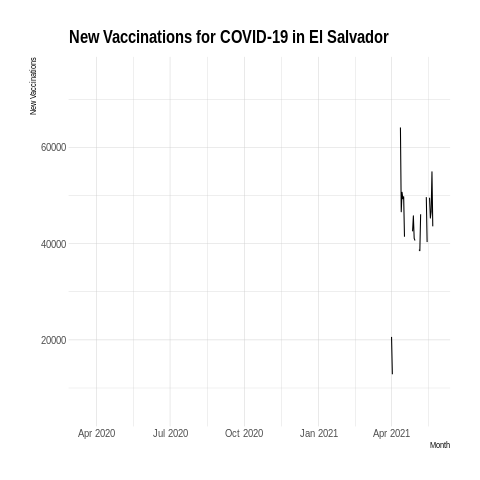 New Vaccinations for COVID-19 in El Salvador
New Vaccinations
60000
40000
20000
Apr 2020 Jul 2020 Oct 2020 Jan 2021 Apr 2021
Month